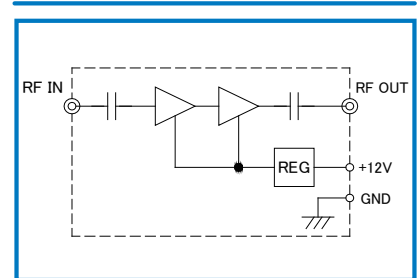 RF IN
RF OUT
REG
+12V
GND